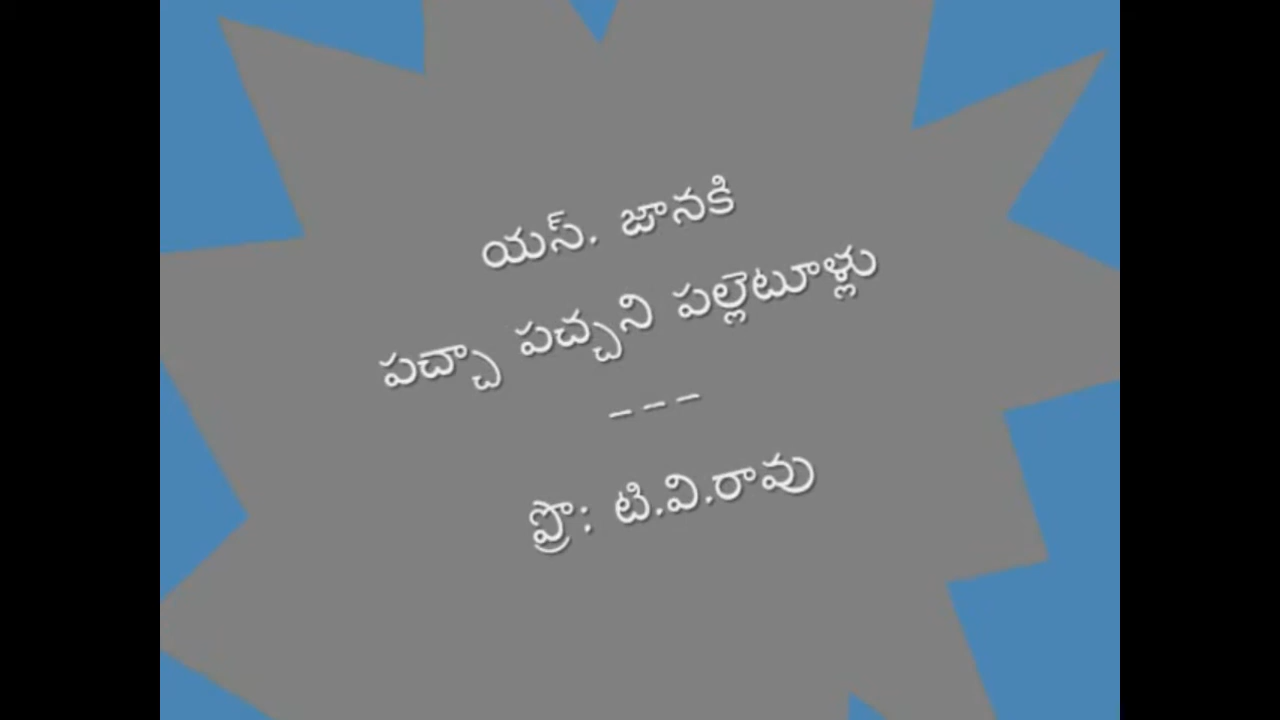 యస్. జానకి
పచ్చా పచ్చని పల్లెటూళ్లు
---
ప్రొ: టి.వి.రావు